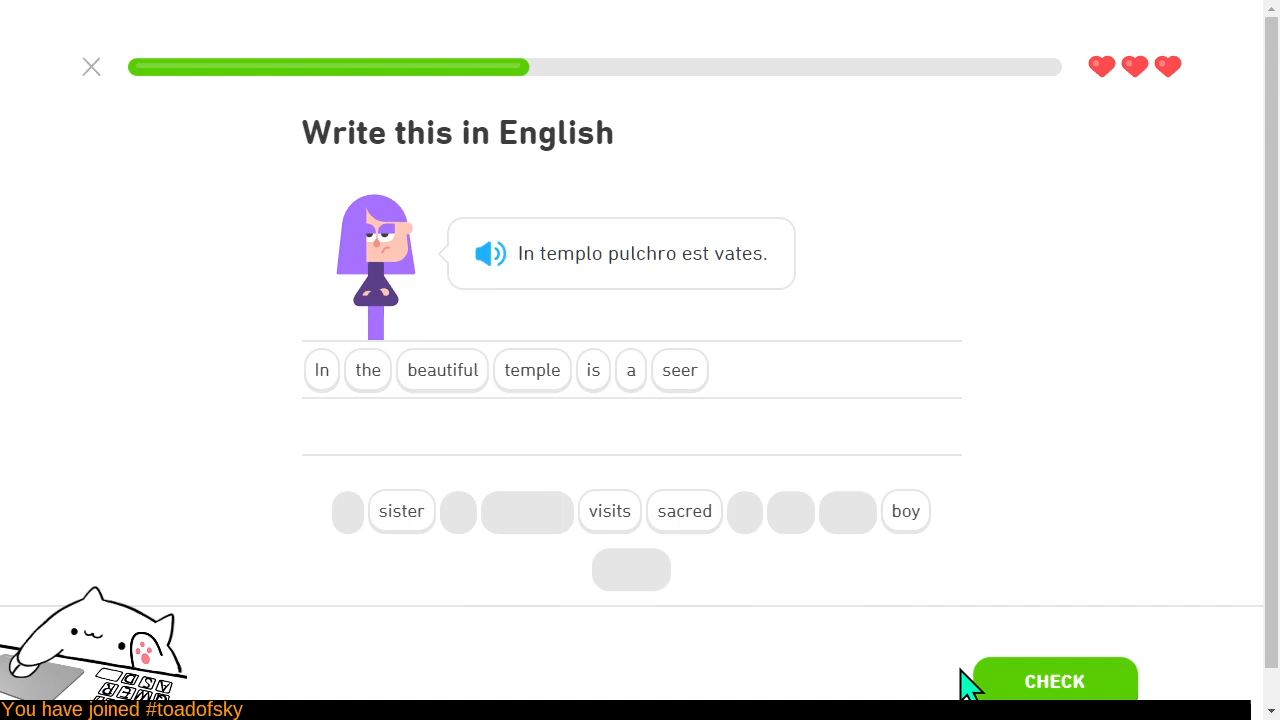 Write this in English
In templo pulchro est vates.
In the beautiful temple is a seer
sister visits sacred boy
CHECK
You have joined #toadofsky